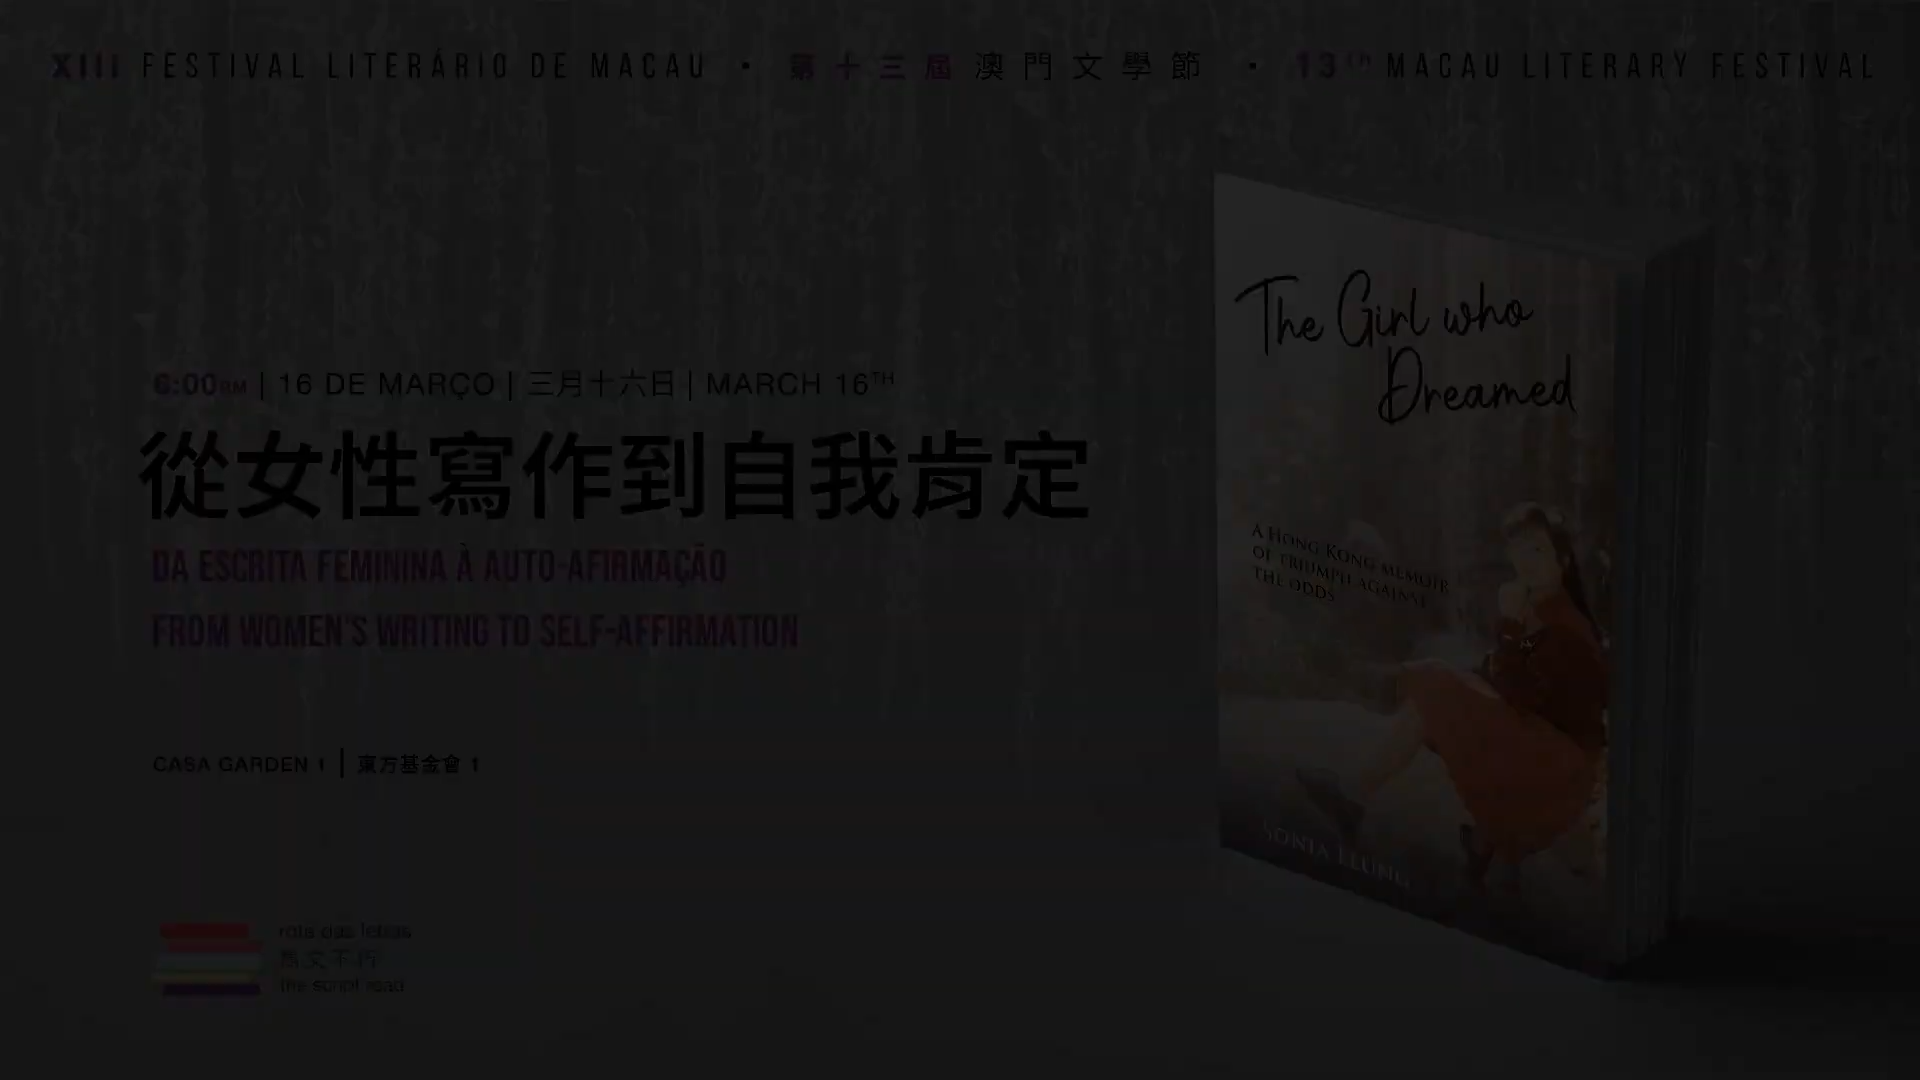 XIII FESTIVAL LITERÁRIO DE MACAU • 第十三屆澳門文學節 • 13TH MACAU LITERARY FESTIVAL
6:00PM | 16 DE MARÇO | 三月十六日 | MARCH 16TH
從女性寫作到自我肯定
DA ESCRITA FEMININA À AUTO-AFIRMAÇÃO
FROM WOMEN'S WRITING TO SELF-AFFIRMATION
CASA GARDEN 1 | 東方基金會 1
rota das letras
the script road
The Girl who
Dreamed
A HONG KONG MEMOIR
OF TRIUMPH AGAINST
THE ODDS
SONIA LEUNG